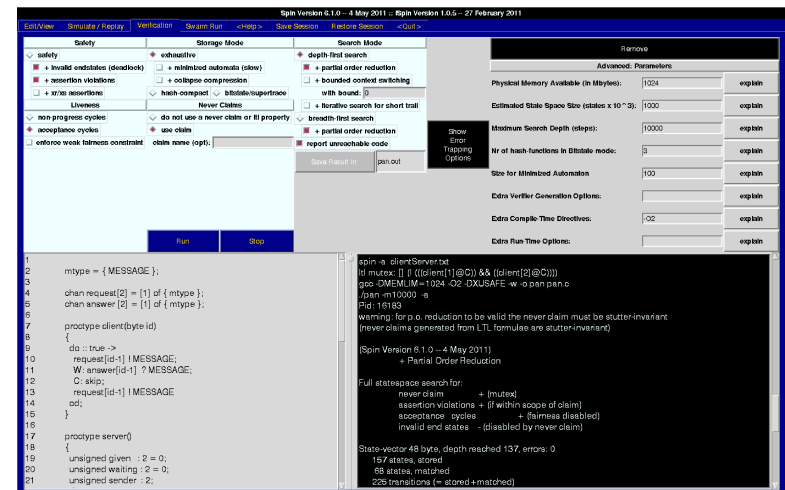 Spin Version 6.1.0 -- 4 May 2011 :: iSpin Version 1.0.5 -- 27 February 2011
Edit/View Simulate / Replay Verification Swarm Run <Help> Save Session Restore Session <Quit>
Safety
safety
+ invalid endstates (deadlock)
+ assertion violations
+ xr/xs assertions
Liveness
non-progress cycles
acceptance cycles
enforce weak fairness constraint
Storage Mode
exhaustive
+ minimized automata (slow)
+ collapse compression
hash-compact bitstate/supertrace
Never Claims
do not use a never claim or ltl property
use claim
claim name (opt):
Search Mode
depth-first search
+ partial order reduction
+ bounded context switching
with bound: 0
+ iterative search for short trail
breadth-first search
+ partial order reduction
report unreachable code
Save Result in pan.out
Run Stop
Show
Error
Trapping
Options
Remove
Advanced: Parameters
Physical Memory Available (in Mbytes): 1024 explain
Estimated State Space Size (states x 10^3): 1000 explain
Maximum Search Depth (steps): 10000 explain
Nr of hash-functions in Bitstate mode: 3 explain
Size for Minimized Automaton 100 explain
Extra Verifier Generation Options: explain
Extra Compile-Time Directives: -O2 explain
Extra Run-Time Options: explain
1
2 mtype = { MESSAGE };
3
4 chan request[2] = [1] of { mtype };
5 chan answer [2] = [1] of { mtype };
6
7 proctype client(byte id)
8 {
9 do :: true ->
10 request[id-1] ! MESSAGE;
11 W: answer[id-1] ? MESSAGE;
12 C: skip;
13 request[id-1] ! MESSAGE
14 od;
15 }
16
17 proctype server()
18 {
19 unsigned given : 2 = 0;
20 unsigned waiting : 2 = 0;
21 unsigned sender : 2;
spin -a clientServer.txt
ltl mutex: [] (! (((client[1]@C)) && ((client[2]@C))))
gcc -DMEMLIM=1024 -O2 -DXUSAFE -w -o pan pan.c
./pan -m10000 -a
Pid: 16183
warning: for p.o. reduction to be valid the never claim must be stutter-invariant
(never claims generated from LTL formulae are stutter-invariant)
(Spin Version 6.1.0 -- 4 May 2011)
+ Partial Order Reduction
Full statespace search for:
never claim + (mutex)
assertion violations + (if within scope of claim)
acceptance cycles + (fairness disabled)
invalid end states - (disabled by never claim)
State-vector 48 byte, depth reached 137, errors: 0
157 states, stored
68 states, matched
225 transitions (= stored+matched)